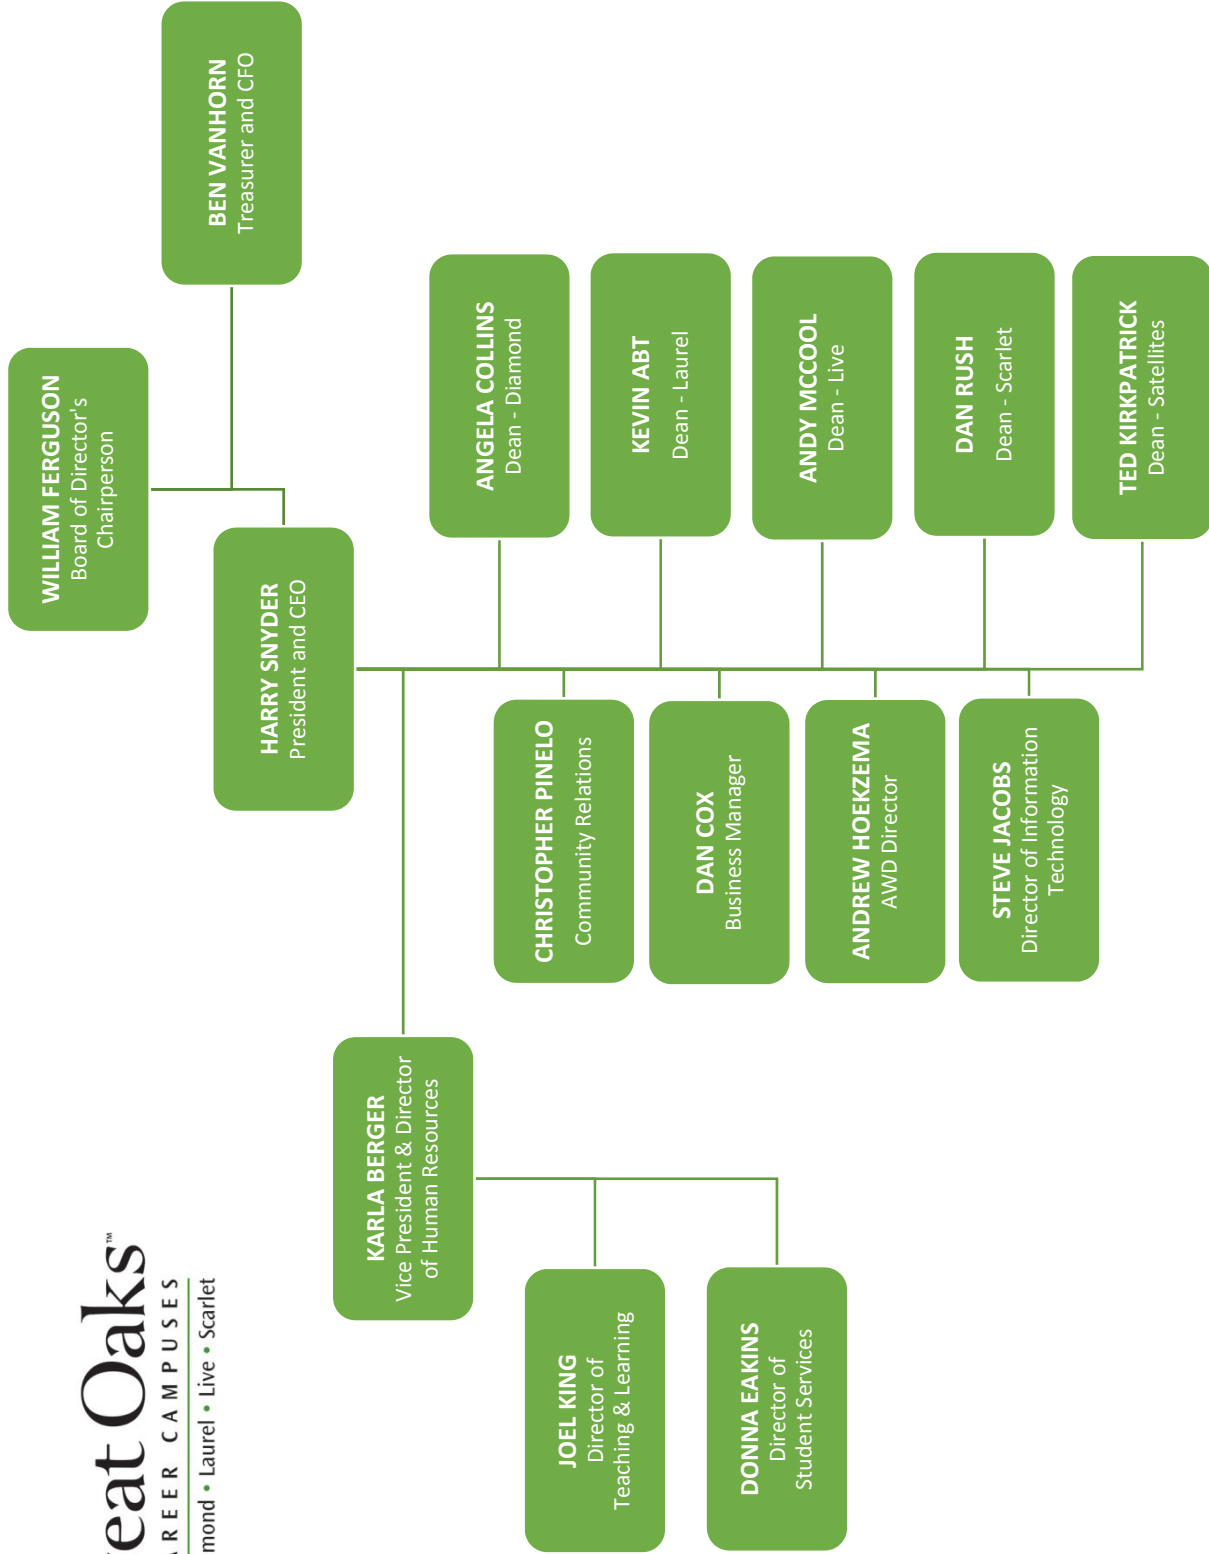 reat Oaks™
AREER CAMPUSES
mond • Laurel • Live • Scarlet
WILLIAM FERGUSON
Board of Director's
Chairperson
BEN VANHORN
Treasurer and CFO
HARRY SNYDER
President and CEO
KARLA BERGER
Vice President & Director
of Human Resources
JOEL KING
Director of
Teaching & Learning
DONNA EAKINS
Director of
Student Services
CHRISTOPHER PINELO
Community Relations
DAN COX
Business Manager
ANDREW HOEKZEMA
AWD Director
STEVE JACOBS
Director of Information
Technology
ANGELA COLLINS
Dean - Diamond
KEVIN ABT
Dean - Laurel
ANDY MCCOOL
Dean - Live
DAN RUSH
Dean - Scarlet
TED KIRKPATRICK
Dean - Satellites